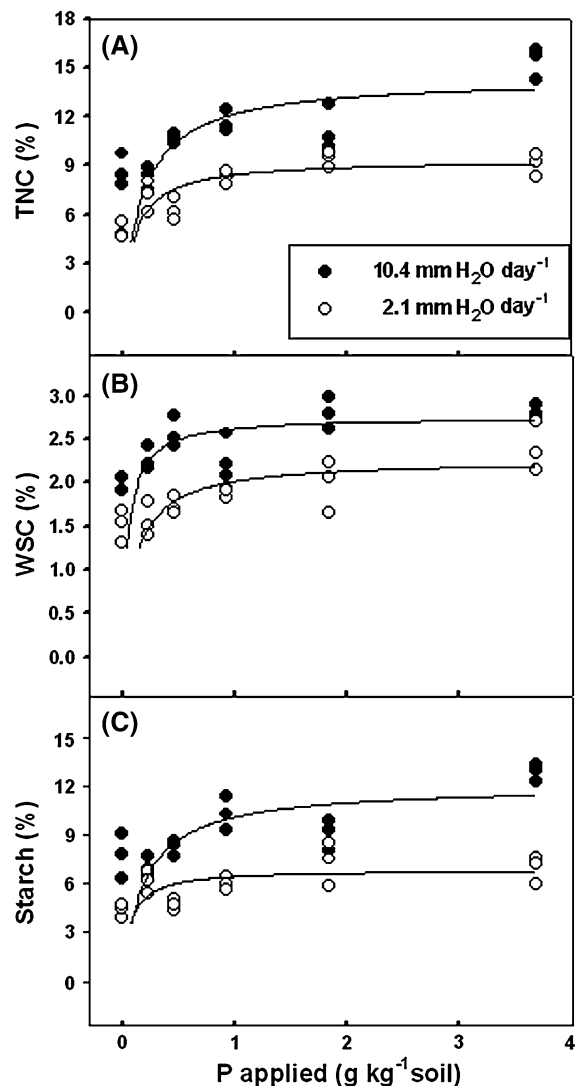 (A)
TNC (%)
18
15
12
9
6
3
0
10.4 mm H₂O day⁻¹
2.1 mm H₂O day⁻¹
(B)
WSC (%)
3.0
2.5
2.0
1.5
1.0
0.5
0.0
(C)
Starch (%)
15
12
9
6
3
0
0 1 2 3 4
P applied (g kg⁻¹soil)